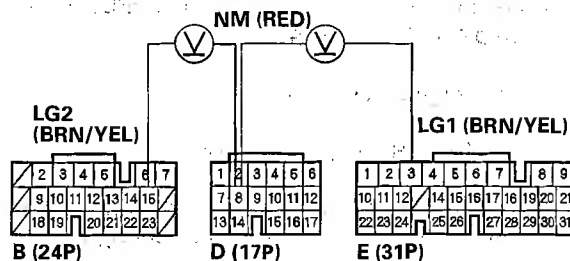 NM (RED)
V V
LG2
(BRN/YEL)
LG1 (BRN/YEL)
2 3 4 5 6 7
9 10 11 12 13 14 15
18 19 20 21 22 23
B (24P)
1 2 3 4 5 6
7 8 9 10 11 12
13 14 15 16 17
D (17P)
1 2 3 4 5 6 7 8 9
10 11 12 14 15 16 17 18 19 20 21
22 23 24 25 26 27 28 29 30 31
E (31P)